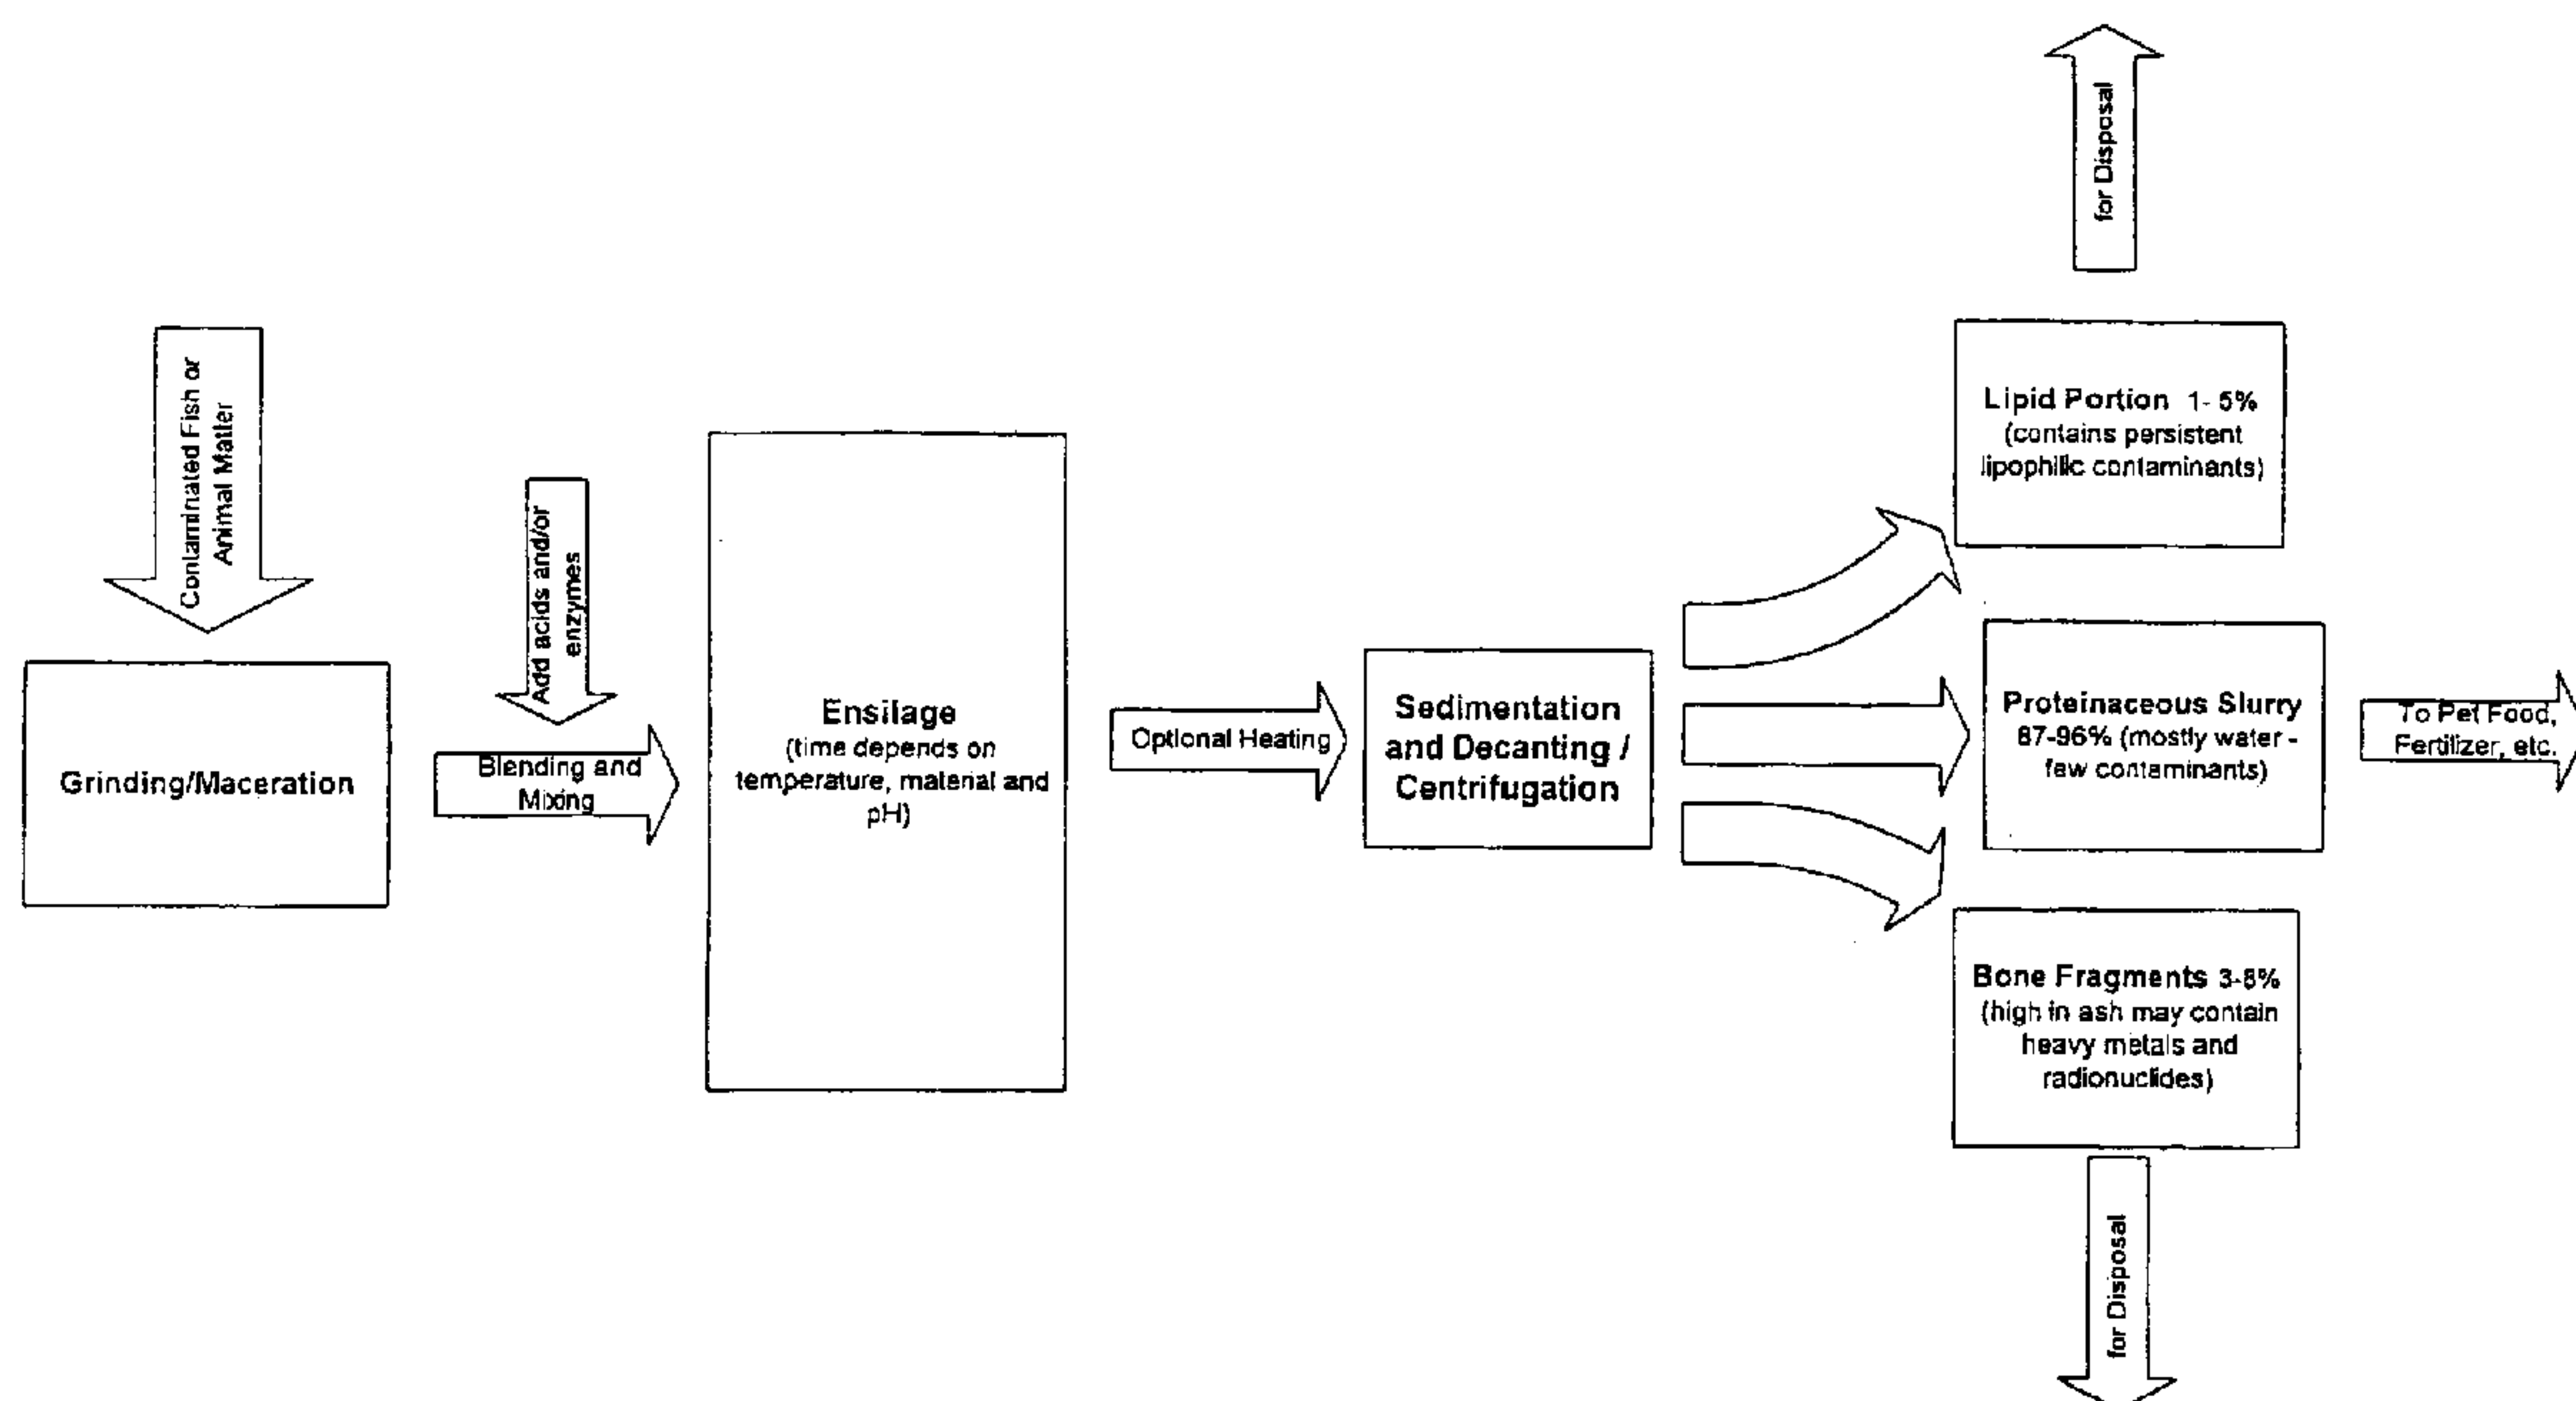 Contaminated Fish or
Animal Matter
Grinding/Maceration
Add acids and/or
enzymes
Blending and
Mixing
Ensilage
(time depends on
temperature, material and
pH)
Optional Heating
Sedimentation
and Decanting /
Centrifugation
for Disposal
Lipid Portion 1- 5%
(contains persistent
lipophilic contaminants)
Proteinaceous Slurry
87-96% (mostly water -
few contaminants)
To Pet Food,
Fertilizer, etc.
Bone Fragments 3-8%
(high in ash may contain
heavy metals and
radionuclides)
for Disposal